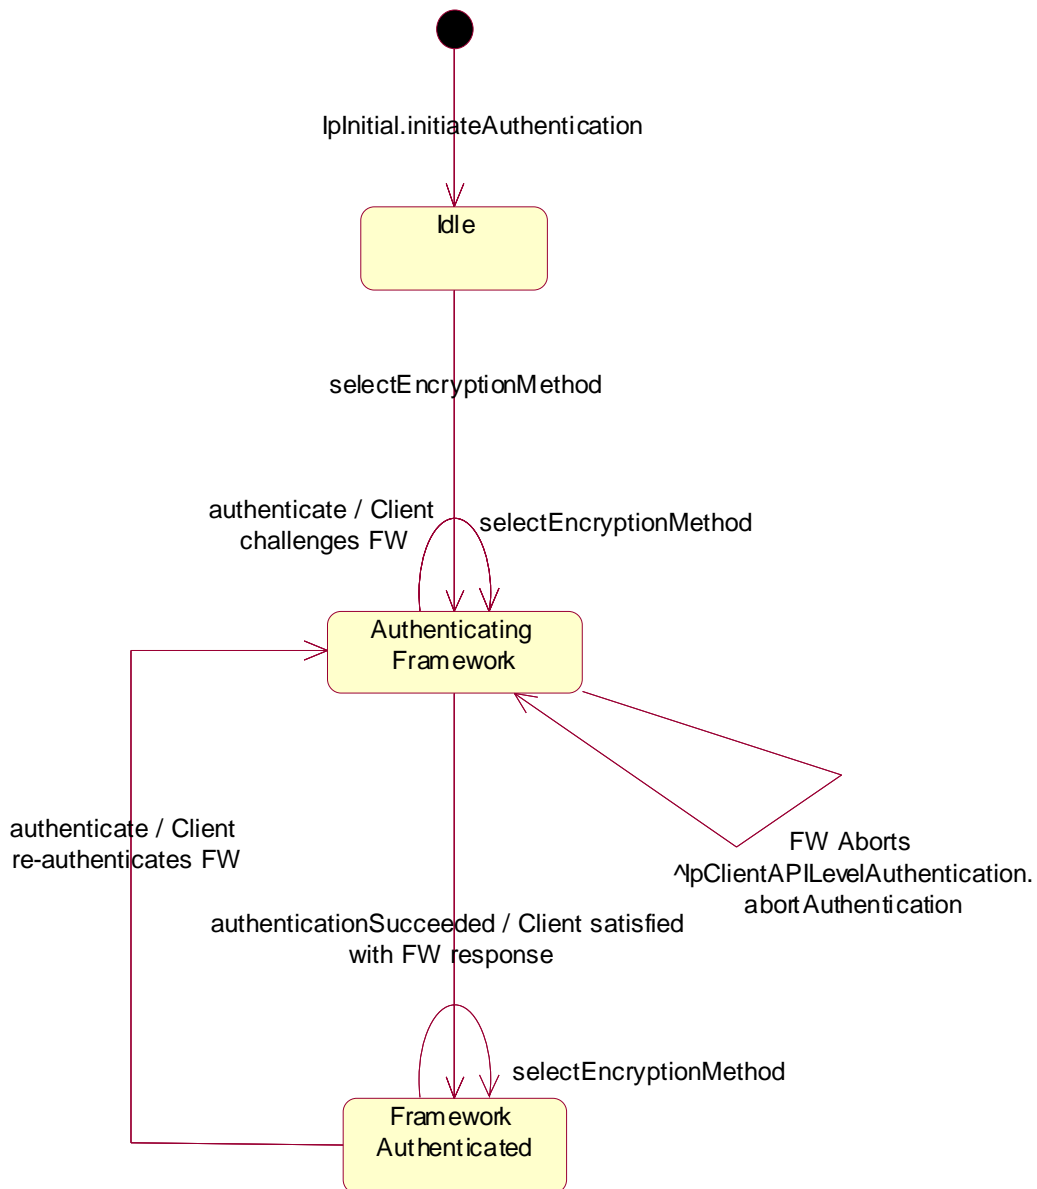 IpInitial.initiateAuthentication
Idle
selectEncryptionMethod
authenticate / Client
challenges FW
selectEncryptionMethod
Authenticating
Framework
authenticate / Client
re-authenticates FW
FW Aborts
^IpClientAPILevelAuthentication.
abortAuthentication
authenticationSucceeded / Client satisfied
with FW response
selectEncryptionMethod
Framework
Authenticated